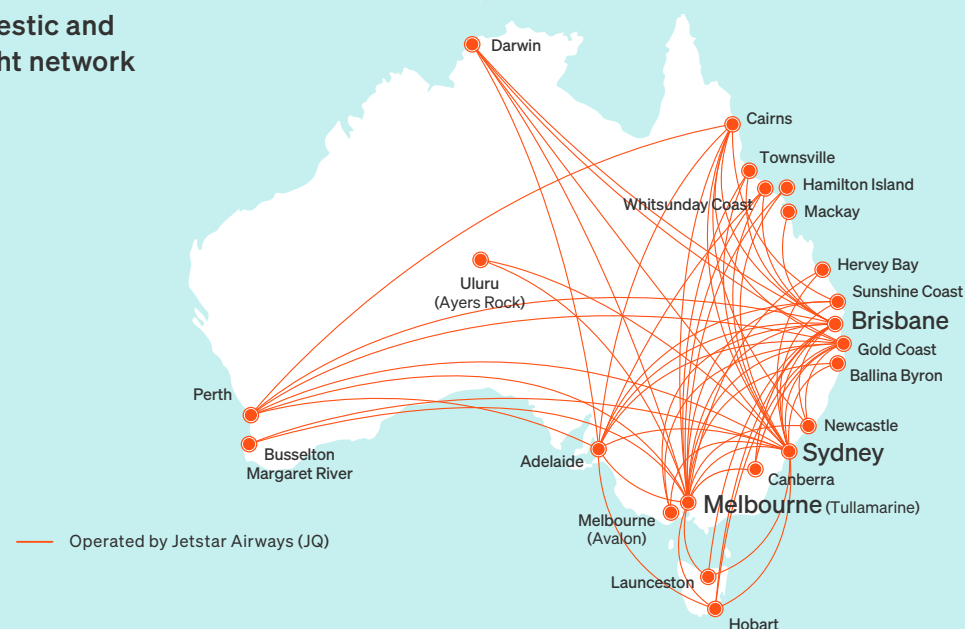 estic and
ht network
Darwin
Cairns
Townsville
Hamilton Island
Whitsunday Coast
Mackay
Hervey Bay
Uluru
(Ayers Rock)
Sunshine Coast
Brisbane
Gold Coast
Ballina Byron
Perth
Newcastle
Busselton
Margaret River
Adelaide
Sydney
Canberra
Melbourne (Tullamarine)
Melbourne
(Avalon)
Operated by Jetstar Airways (JQ)
Launceston
Hobart